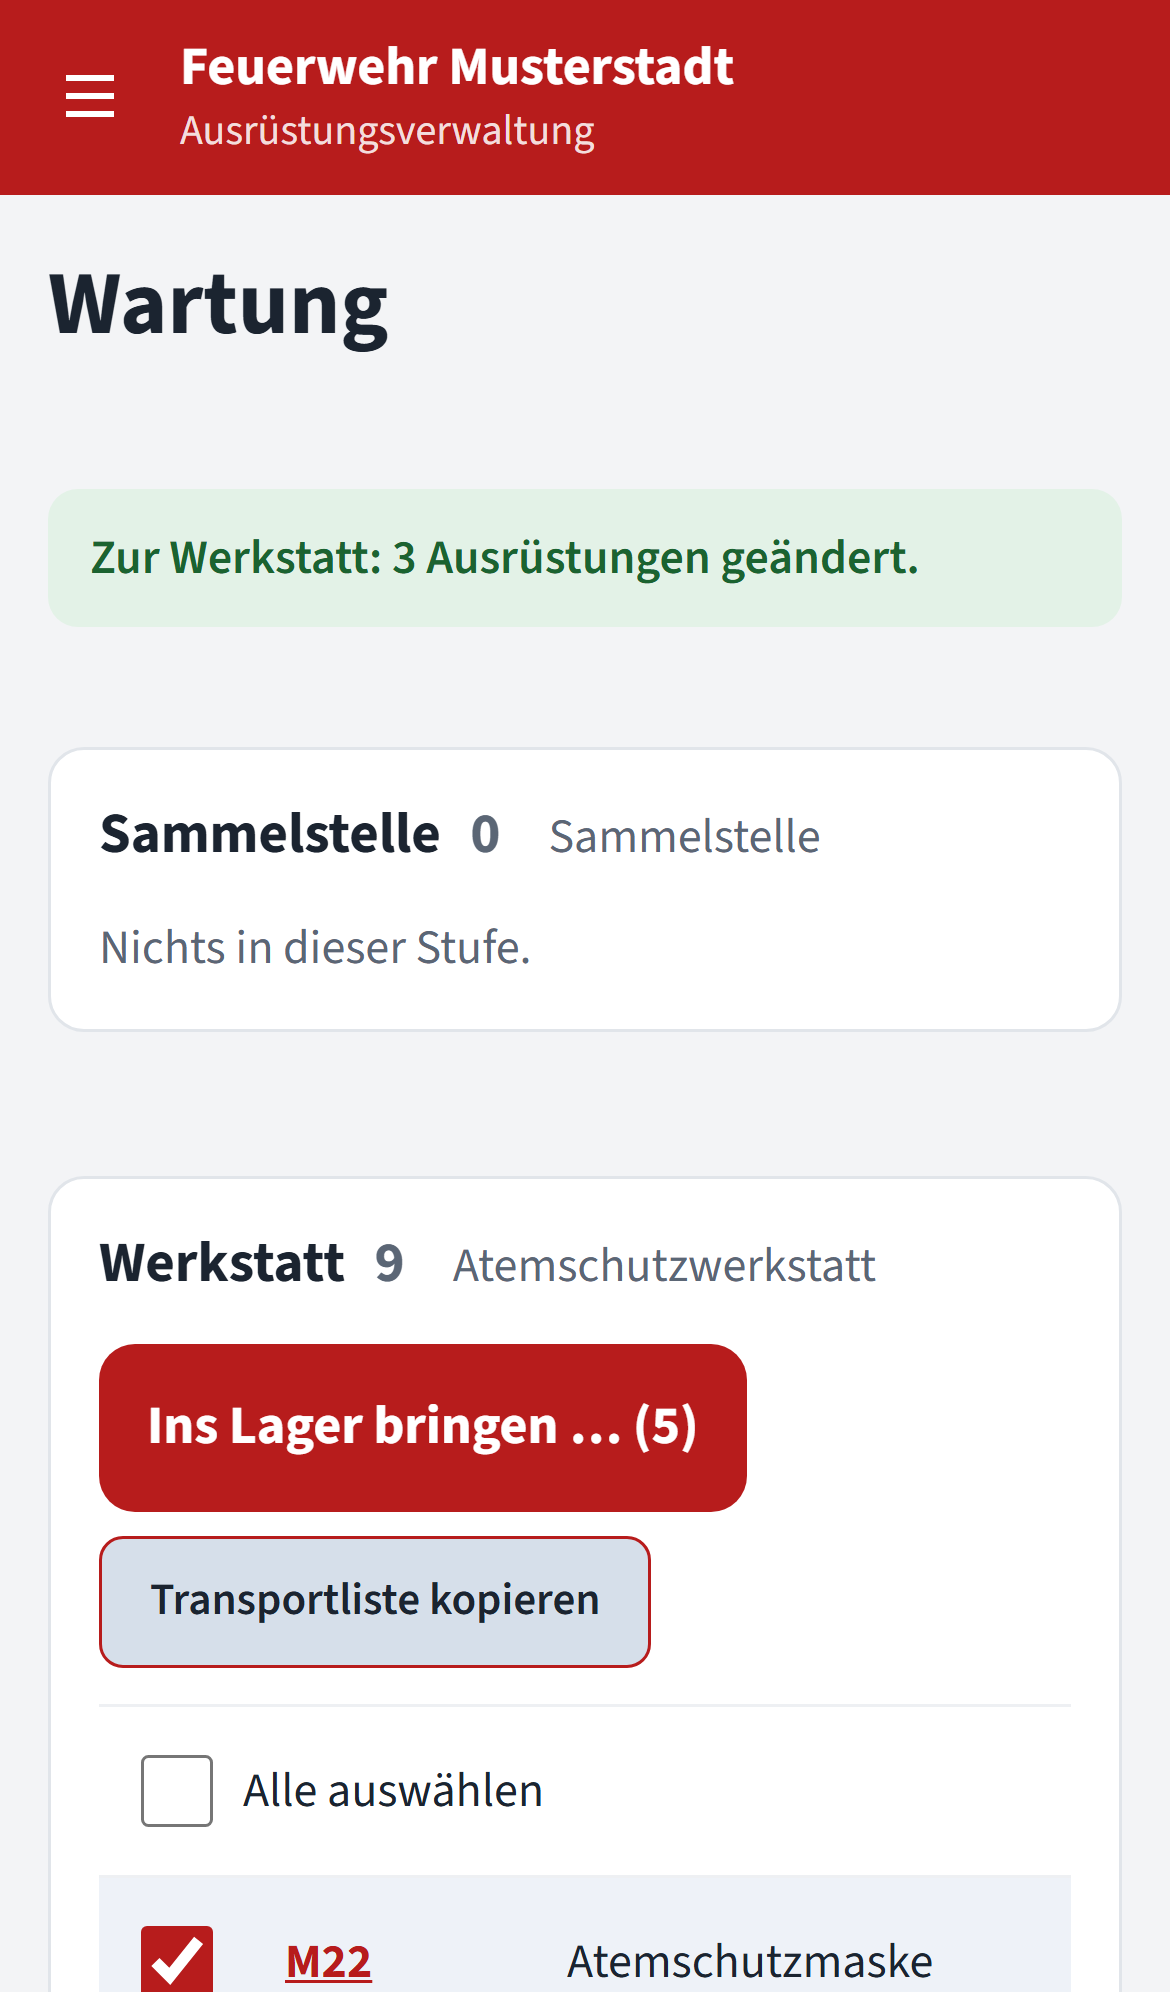 Feuerwehr Musterstadt
Ausrüstungsverwaltung
Wartung
Zur Werkstatt: 3 Ausrüstungen geändert.
Sammelstelle 0 Sammelstelle
Nichts in dieser Stufe.
Werkstatt 9 Atemschutzwerkstatt
Ins Lager bringen … (5)
Transportliste kopieren
Alle auswählen
M22 Atemschutzmaske